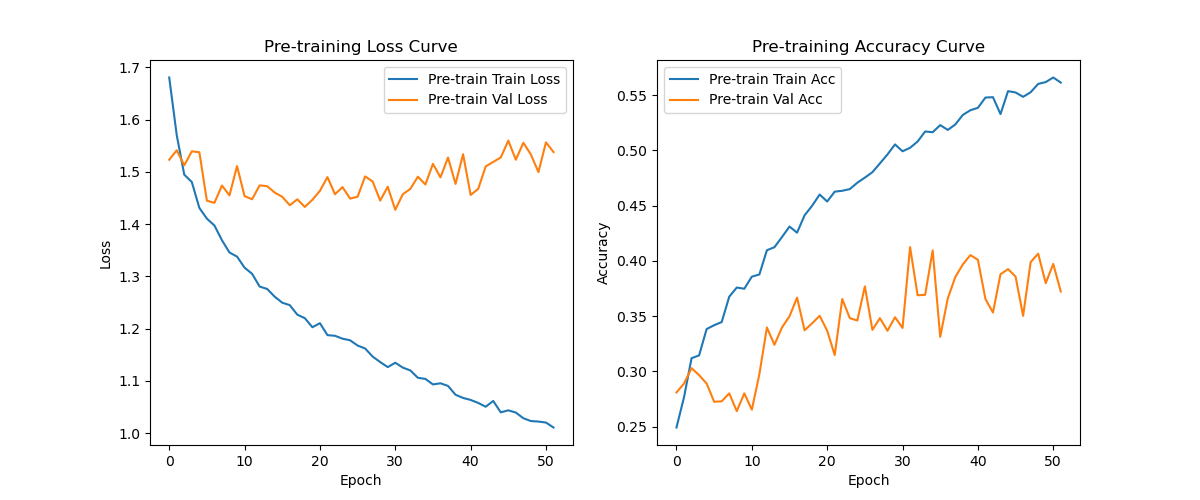 Pre-training Loss Curve
Pre-train Train Loss
Pre-train Val Loss
1.7
1.6
1.5
1.4
1.3
1.2
1.1
1.0
Loss
0 10 20 30 40 50
Epoch
Pre-training Accuracy Curve
Pre-train Train Acc
Pre-train Val Acc
0.55
0.50
0.45
0.40
0.35
0.30
0.25
Accuracy
0 10 20 30 40 50
Epoch